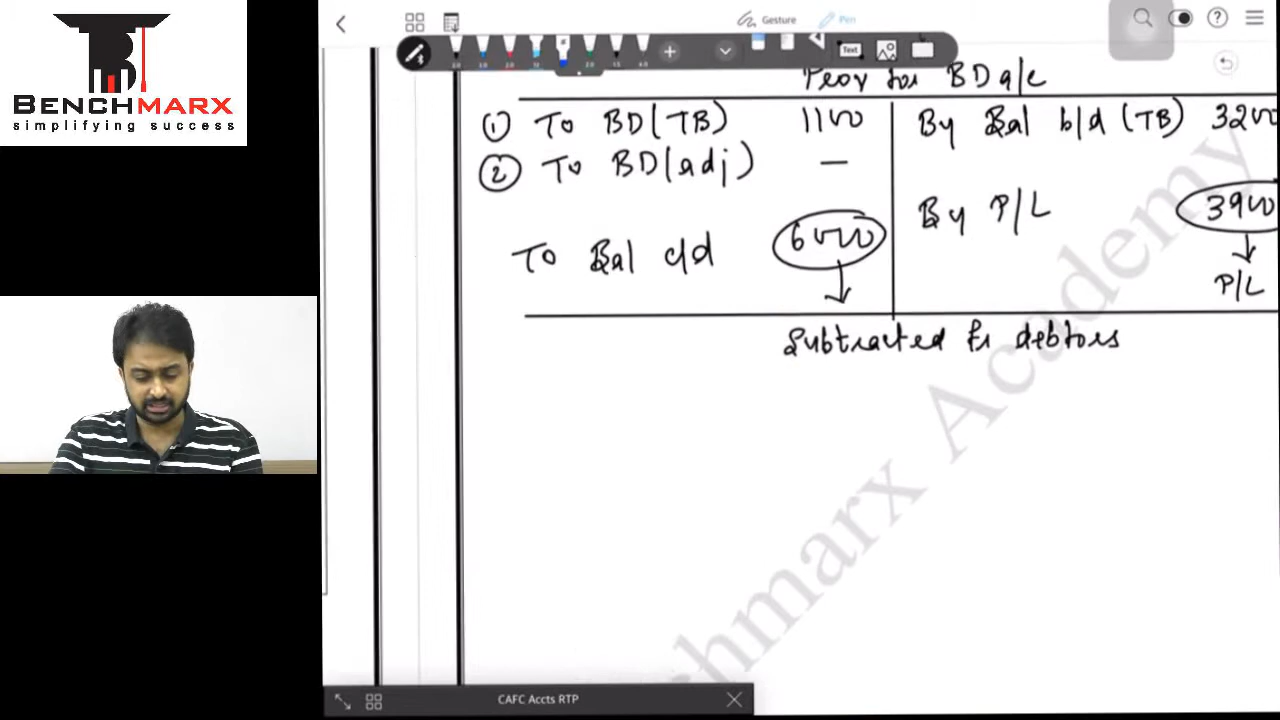 BENCHMARX
simplifying success
Gesture
Pen
Text
Prov for BD a/c
① To BD (TB) 1100 By Bal b/d (TB) 3200
② To BD (adj) —
By P/L 3900
To Bal c/d 6000
P/L
Subtracted fr debtors
chmarx Academy
CAFC Accts RTP